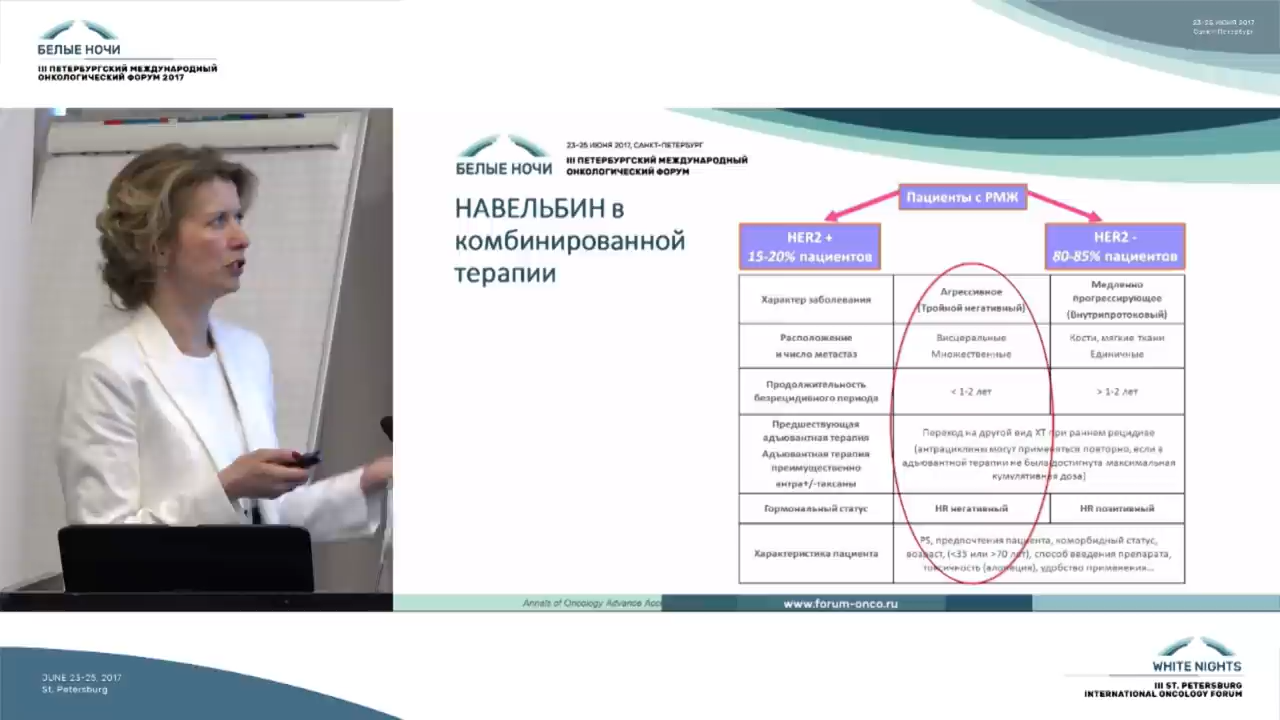 БЕЛЫЕ НОЧИ
III ПЕТЕРБУРГСКИЙ МЕЖДУНАРОДНЫЙ
ОНКОЛОГИЧЕСКИЙ ФОРУМ 2017
23-25 ИЮНЯ 2017
Санкт-Петербург
БЕЛЫЕ НОЧИ
23-25 ИЮНЯ 2017, САНКТ-ПЕТЕРБУРГ
III ПЕТЕРБУРГСКИЙ МЕЖДУНАРОДНЫЙ
ОНКОЛОГИЧЕСКИЙ ФОРУМ
НАВЕЛЬБИН в
комбинированной
терапии
Пациенты с РМЖ
HER2 +
15-20% пациентов
HER2 -
80-85% пациентов
Характер заболевания
Агрессивное
(Тройной негативный)
Медленно
прогрессирующее
(Внутрипротоковый)
Расположение
и число метастаз
Висцеральные
Множественные
Кости, мягкие ткани
Единичные
Продолжительность
безрецидивного периода
< 1-2 лет
> 1-2 лет
Предшествующая
адъювантная терапия
Адъювантная терапия
преимущественно
антра+/-таксаны
Переход на другой вид ХТ при раннем рецидиве
(антрациклины могут применяться повторно, если в
адъювантной терапии не была достигнута максимальная
кумулятивная доза)
Гормональный статус
HR негативный
HR позитивный
Характеристика пациента
PS, предпочтения пациента, коморбидный статус,
возраст, (<35 или >70 лет), способ введения препарата,
токсичность (алопеция), удобство применения...
Annals of Oncology Advance
www.forum-onco.ru
JUNE 23-25, 2017
St. Petersburg
WHITE NIGHTS
III ST. PETERSBURG
INTERNATIONAL ONCOLOGY FORUM